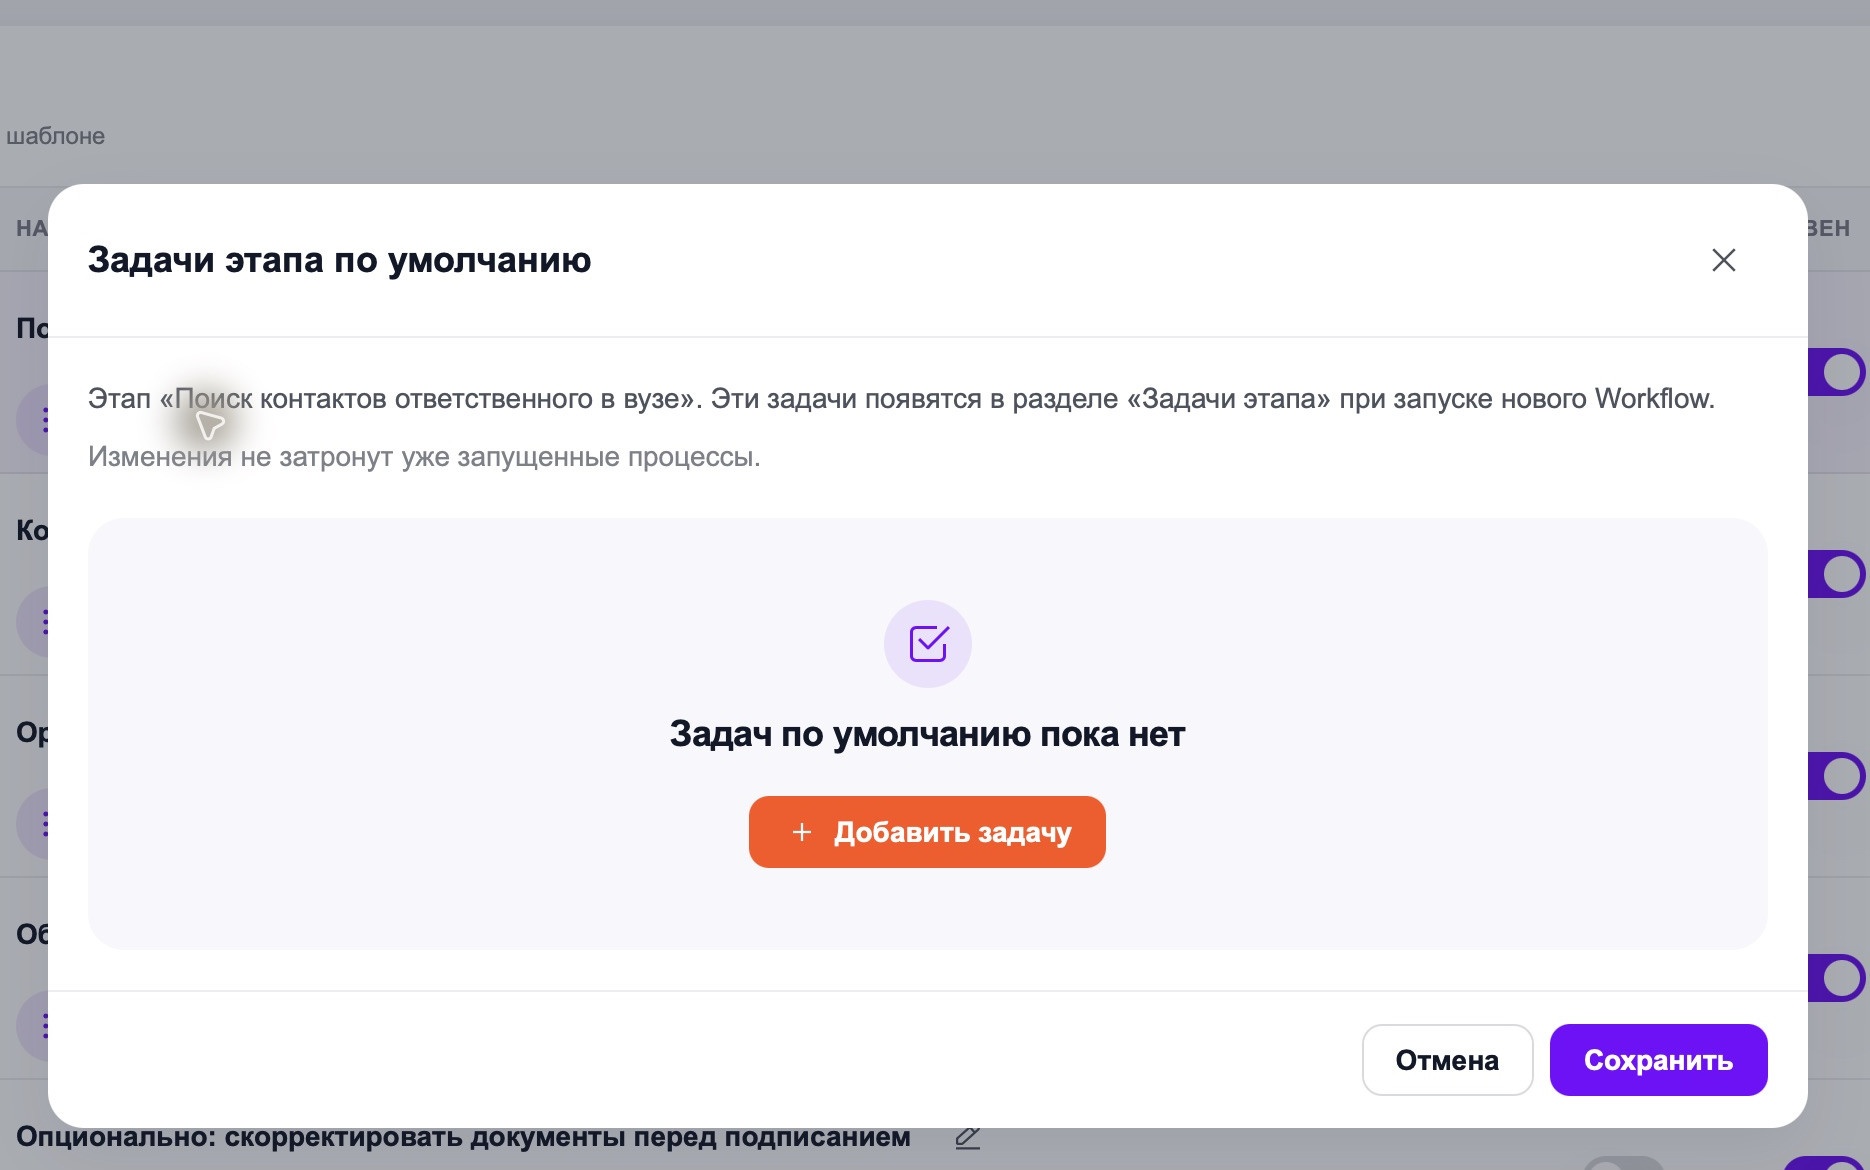 шаблоне
НА
ВЕН
Задачи этапа по умолчанию
По
Этап «Поиск контактов ответственного в вузе». Эти задачи появятся в разделе «Задачи этапа» при запуске нового Workflow.
Изменения не затронут уже запущенные процессы.
Ко
Задач по умолчанию пока нет
Ор
+ Добавить задачу
Об
Отмена
Сохранить
Опционально: скорректировать документы перед подписанием